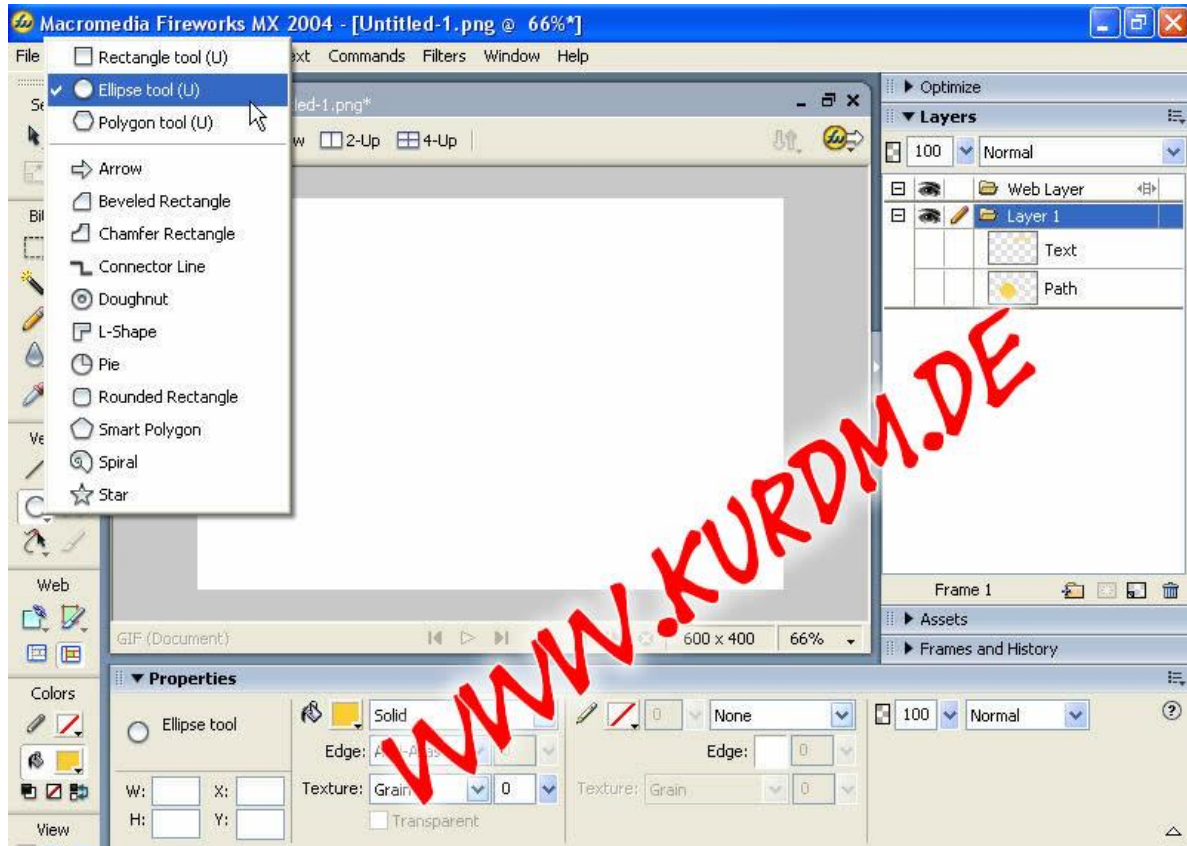 Macromedia Fireworks MX 2004 - [Untitled-1.png @ 66%*]
File
Commands Filters Window Help
Rectangle tool (U)
Ellipse tool (U)
Polygon tool (U)
Arrow
Beveled Rectangle
Chamfer Rectangle
Connector Line
Doughnut
L-Shape
Pie
Rounded Rectangle
Smart Polygon
Spiral
Star
2-Up 4-Up
Web
Colors
View
GIF (Document)
600 x 400 66%
Optimize
Layers
100 Normal
Web Layer
Layer 1
Text
Path
Frame 1
Assets
Frames and History
WWW.KURDM.DE
Properties
Ellipse tool
W: X:
H: Y:
Solid
Edge: 0
Texture: Grain 0
Transparent
0 None
Edge: 0
Texture: Grain 0
100 Normal